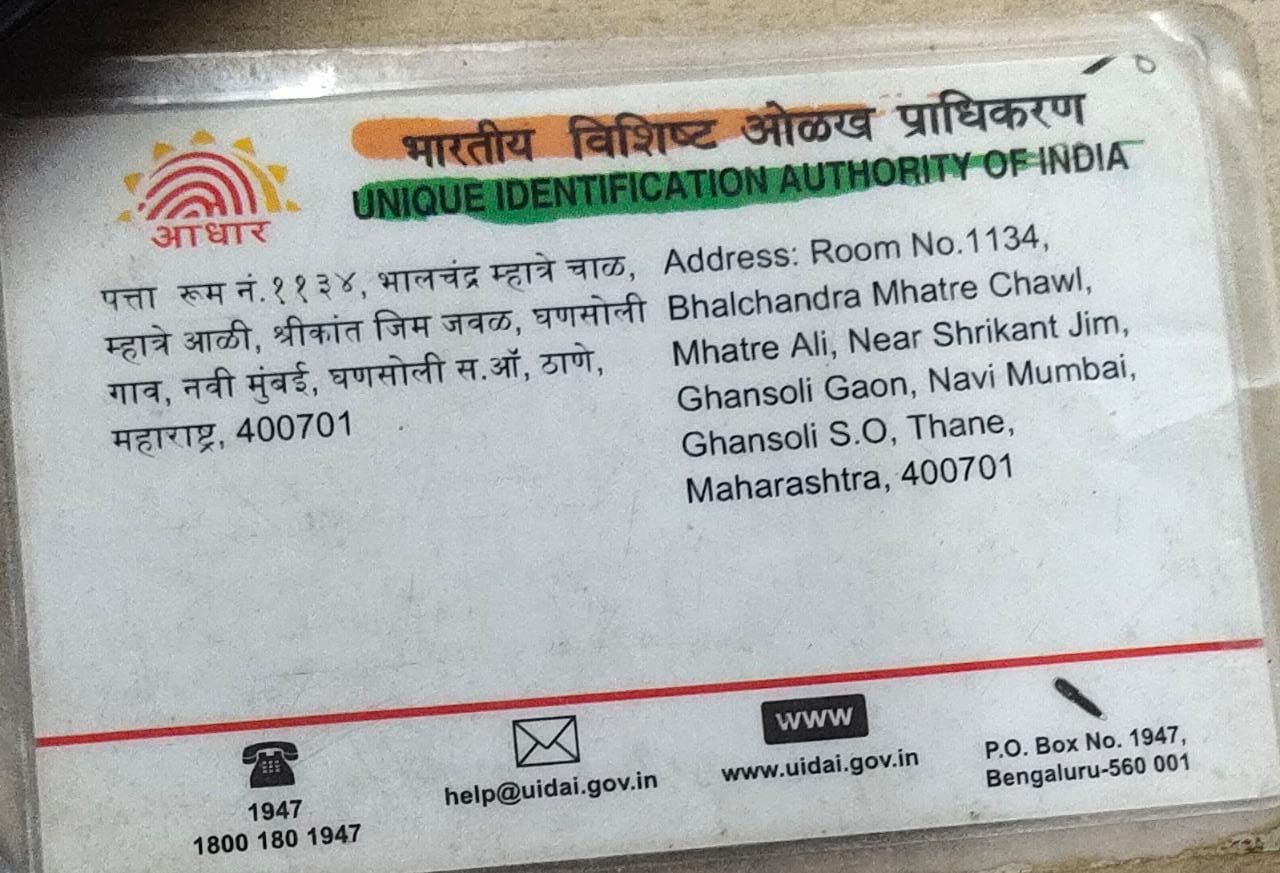 भारतीय विशिष्ट ओळख प्राधिकरण
UNIQUE IDENTIFICATION AUTHORITY OF INDIA
आधार
पत्ता रूम नं.११३४, भालचंद्र म्हात्रे चाळ,
म्हात्रे आळी, श्रीकांत जिम जवळ, घणसोली
गाव, नवी मुंबई, घणसोली स.ऑ, ठाणे,
महाराष्ट्र, 400701
Address: Room No.1134,
Bhalchandra Mhatre Chawl,
Mhatre Ali, Near Shrikant Jim,
Ghansoli Gaon, Navi Mumbai,
Ghansoli S.O, Thane,
Maharashtra, 400701
1947
1800 180 1947
help@uidai.gov.in
www
www.uidai.gov.in
P.O. Box No. 1947,
Bengaluru-560 001